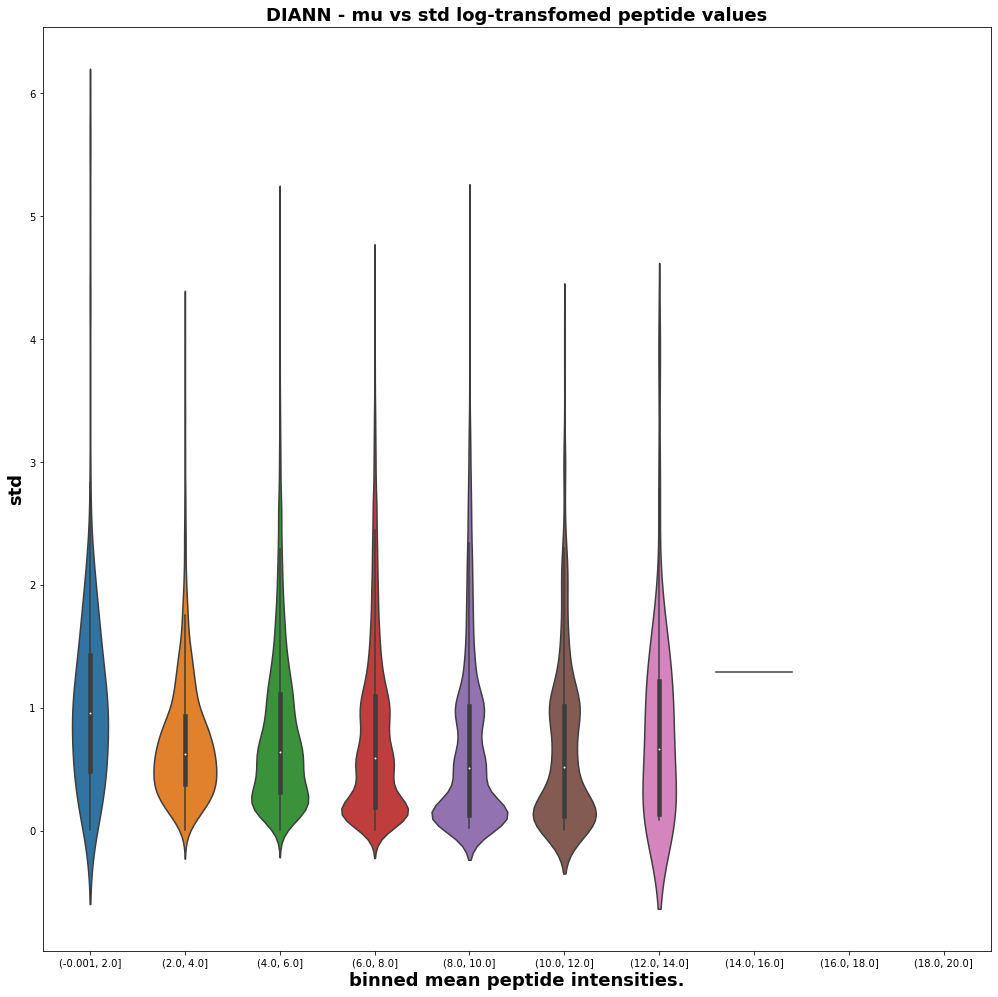 DIANN - mu vs std log-transfomed peptide values
std
6
5
4
3
2
1
0
(-0.001, 2.0] (2.0, 4.0] (4.0, 6.0] (6.0, 8.0] (8.0, 10.0] (10.0, 12.0] (12.0, 14.0] (14.0, 16.0] (16.0, 18.0] (18.0, 20.0]
binned mean peptide intensities.